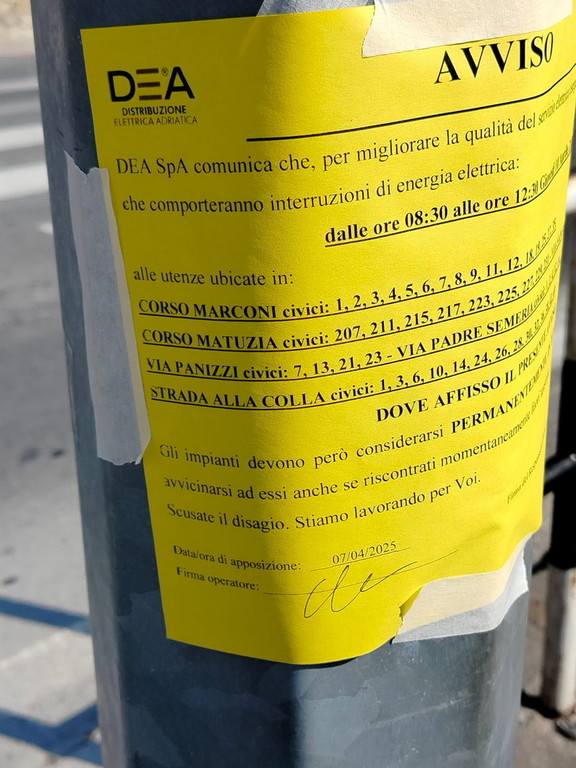 DEA
DISTRIBUZIONE
ELETTRICA ADRIATICA
AVVISO
DEA SpA comunica che, per migliorare la qualità del servizio
che comporteranno interruzioni di energia elettrica:
dalle ore 08:30 alle ore 12:30
alle utenze ubicate in:
CORSO MARCONI civici: 1, 2, 3, 4, 5, 6, 7, 8, 9, 11, 12, 18,
CORSO MATUZIA civici: 207, 211, 215, 217, 223, 225, 227,
VIA PANIZZI civici: 7, 13, 21, 23 - VIA PADRE SEMERIA
STRADA ALLA COLLA civici: 1, 3, 6, 10, 14, 24, 26, 28,
DOVE AFFISSO IL PRESENTE
Gli impianti devono però considerarsi PERMANENTEMENTE
avvicinarsi ad essi anche se riscontrati momentaneamente
Scusate il disagio. Stiamo lavorando per Voi.
Data/ora di apposizione: 07/04/2025
Firma operatore: